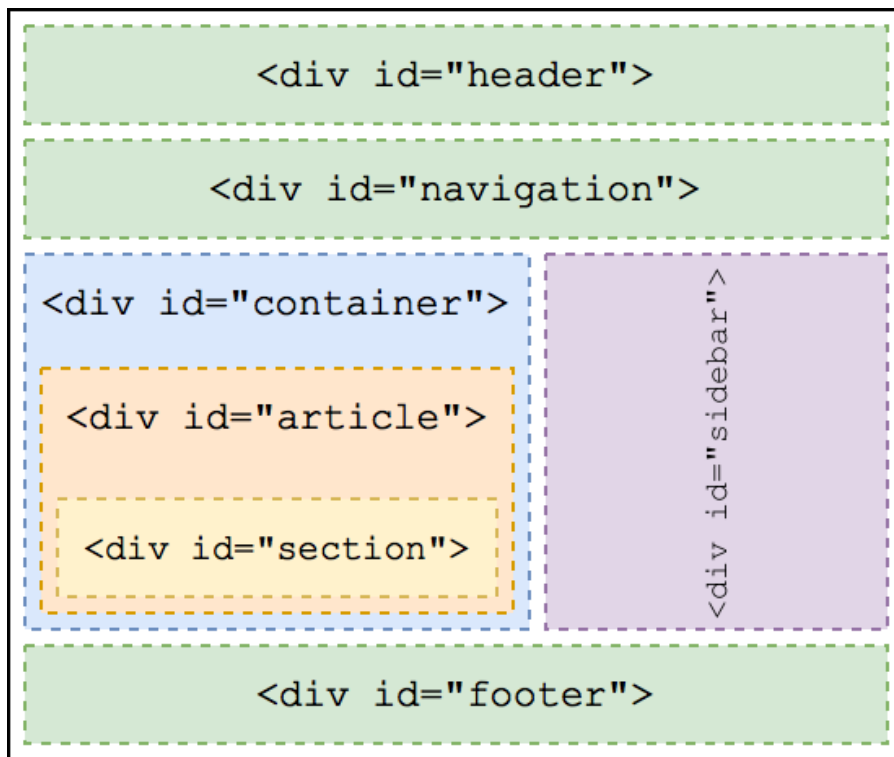 <div id="header">
<div id="navigation">
<div id="container">
<div id="article">
<div id="section">
<div id="sidebar">
<div id="footer">